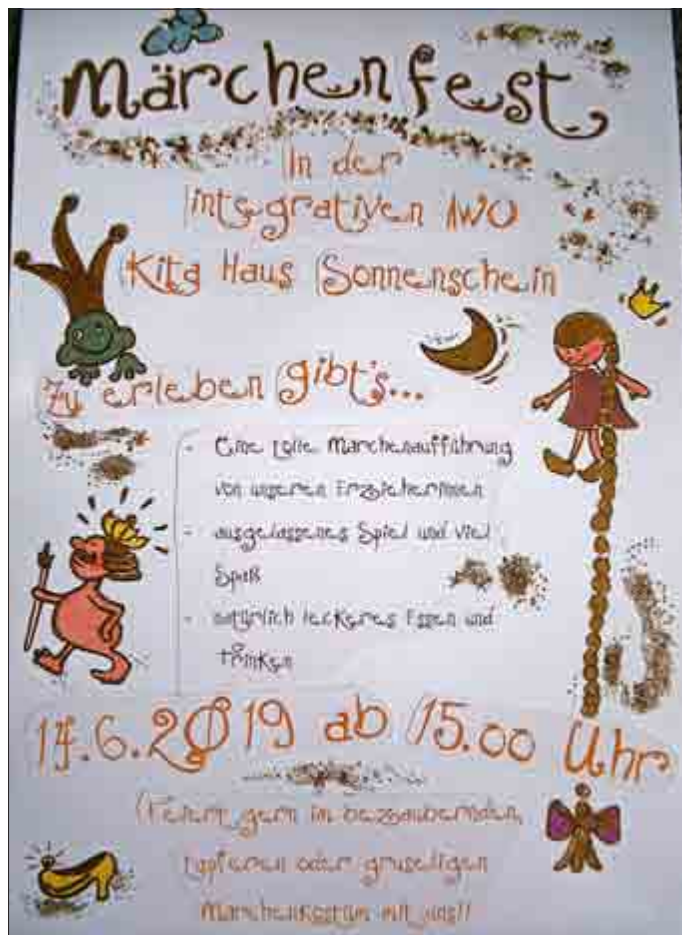 Märchenfest
In der
integrativen AWO
Kita Haus Sonnenschein
Zu erleben gibt's...
- Eine tolle Märchenaufführung
von unseren Erzieherinnen
- ausgelassenes Spiel und viel
Spaß
- natürlich leckeres Essen und
Trinken
14.6.2019 ab 15.00 Uhr
Feiert gern im bezaubernden,
tapferen oder gruseligen
Märchenkostüm mit uns!!